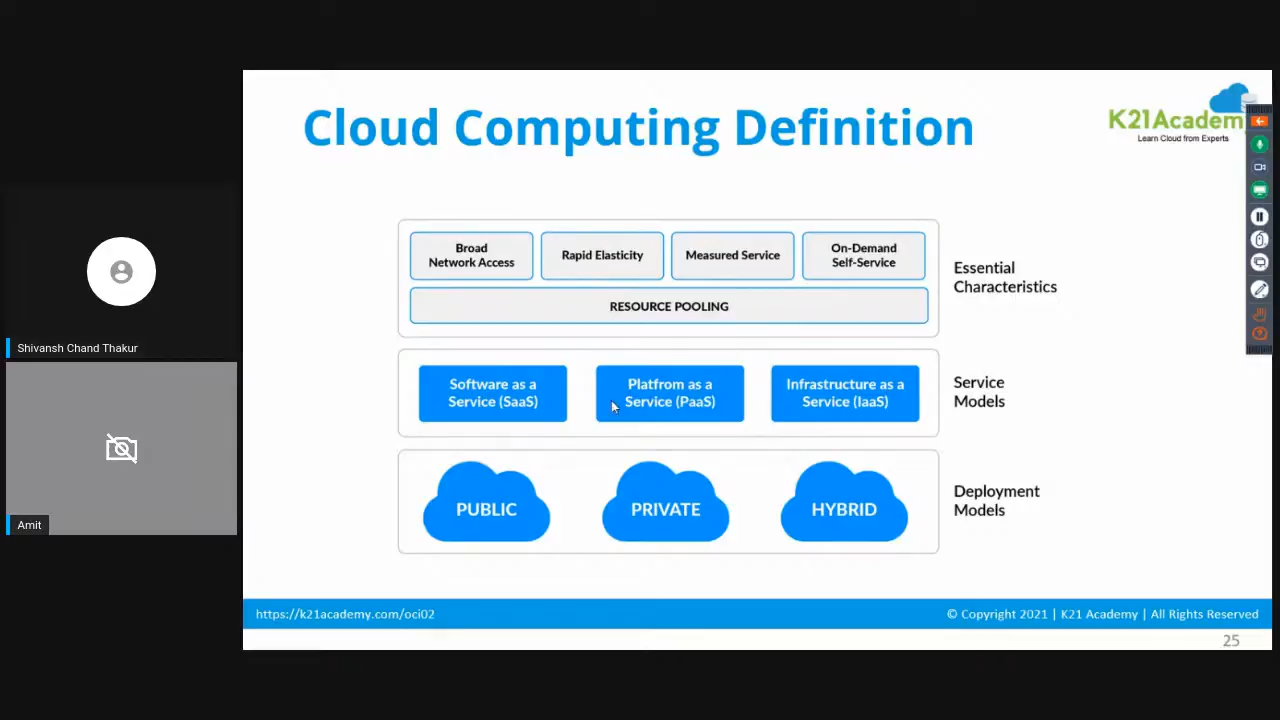 Cloud Computing Definition
K21Academy
Learn Cloud from Experts
Broad
Network Access
Rapid Elasticity
Measured Service
On-Demand
Self-Service
RESOURCE POOLING
Essential
Characteristics
Software as a
Service (SaaS)
Platfrom as a
Service (PaaS)
Infrastructure as a
Service (IaaS)
Service
Models
PUBLIC
PRIVATE
HYBRID
Deployment
Models
Shivansh Chand Thakur
Amit
https://k21academy.com/oci02
© Copyright 2021 | K21 Academy | All Rights Reserved
25